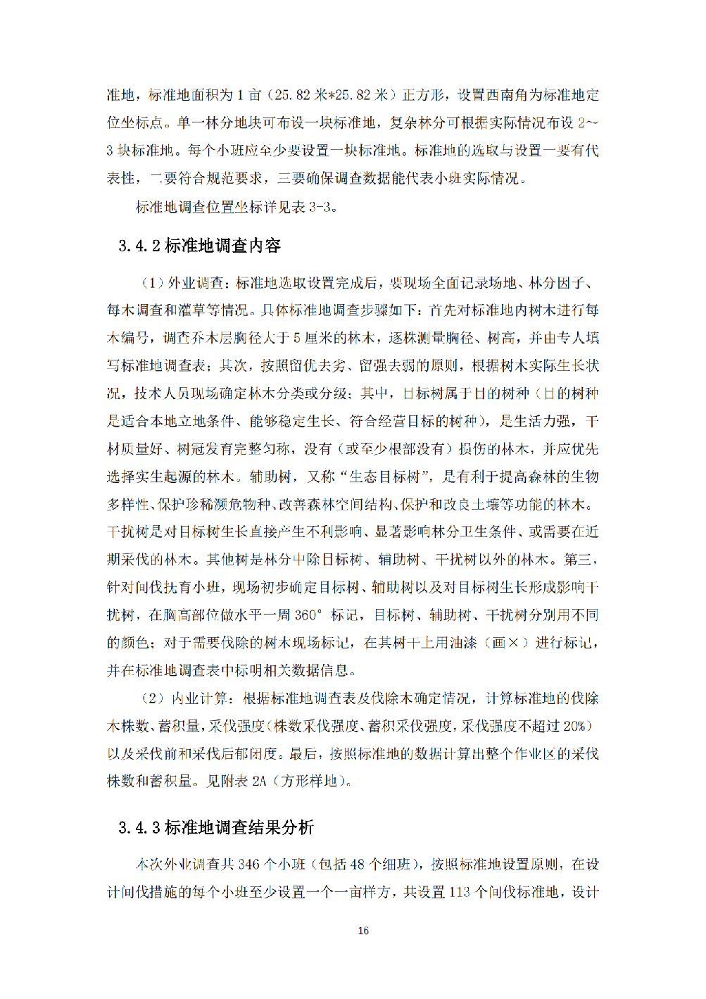 准地，标准地面积为 1 亩（25.82 米*25.82 米）正方形，设置西南角为标准地定
位坐标点。单一林分地块可布设一块标准地，复杂林分可根据实际情况布设 2～
3 块标准地。每个小班应至少要设置一块标准地。标准地的选取与设置一要有代
表性，二要符合规范要求，三要确保调查数据能代表小班实际情况。
标准地调查位置坐标详见表 3-3。
3.4.2 标准地调查内容
（1）外业调查：标准地选取设置完成后，要现场全面记录场地、林分因子、
每木调查和灌草等情况。具体标准地调查步骤如下：首先对标准地内树木进行每
木编号，调查乔木层胸径大于 5 厘米的林木，逐株测量胸径、树高，并由专人填
写标准地调查表；其次，按照留优去劣、留强去弱的原则，根据树木实际生长状
况，技术人员现场确定林木分类或分级；其中，目标树属于目的树种（目的树种
是适合本地立地条件、能够稳定生长、符合经营目标的树种），是生活力强，干
材质量好、树冠发育完整匀称，没有（或至少根部没有）损伤的林木，并应优先
选择实生起源的林木。辅助树，又称“生态目标树”，是有利于提高森林的生物
多样性、保护珍稀濒危物种、改善森林空间结构、保护和改良土壤等功能的林木。
干扰树是对目标树生长直接产生不利影响、显著影响林分卫生条件、或需要在近
期采伐的林木。其他树是林分中除目标树、辅助树、干扰树以外的林木。第三，
针对间伐抚育小班，现场初步确定目标树、辅助树以及对目标树生长形成影响干
扰树，在胸高部位做水平一周 360° 标记，目标树、辅助树、干扰树分别用不同
的颜色；对于需要伐除的树木现场标记，在其树干上用油漆（画×）进行标记，
并在标准地调查表中标明相关数据信息。
（2）内业计算：根据标准地调查表及伐除木确定情况，计算标准地的伐除
木株数、蓄积量，采伐强度（株数采伐强度、蓄积采伐强度，采伐强度不超过 20%）
以及采伐前和采伐后郁闭度。最后，按照标准地的数据计算出整个作业区的采伐
株数和蓄积量。见附表 2A（方形样地）。
3.4.3 标准地调查结果分析
本次外业调查共 346 个小班（包括 48 个细班），按照标准地设置原则，在设
计间伐措施的每个小班至少设置一个一亩样方，共设置 113 个间伐标准地，设计
16